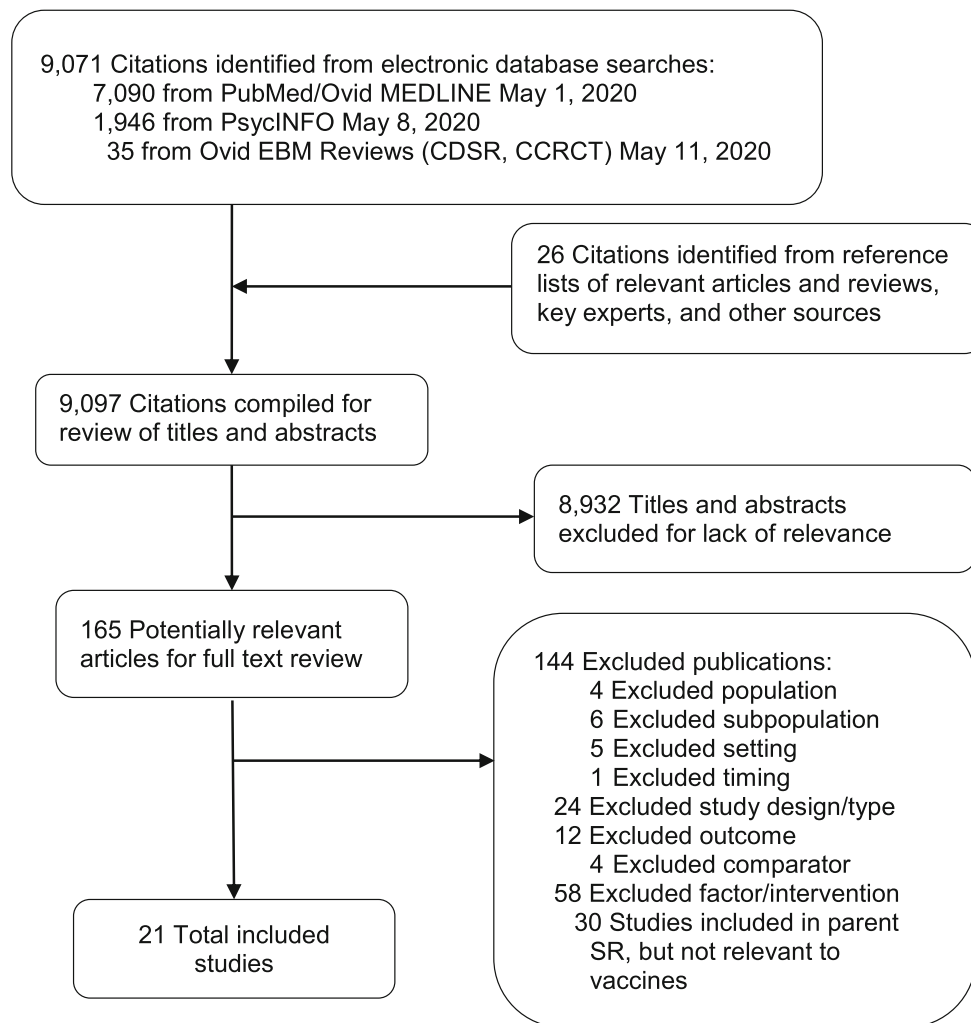 9,071 Citations identified from electronic database searches:
7,090 from PubMed/Ovid MEDLINE May 1, 2020
1,946 from PsycINFO May 8, 2020
35 from Ovid EBM Reviews (CDSR, CCRCT) May 11, 2020
26 Citations identified from reference
lists of relevant articles and reviews,
key experts, and other sources
9,097 Citations compiled for
review of titles and abstracts
8,932 Titles and abstracts
excluded for lack of relevance
165 Potentially relevant
articles for full text review
144 Excluded publications:
4 Excluded population
6 Excluded subpopulation
5 Excluded setting
1 Excluded timing
24 Excluded study design/type
12 Excluded outcome
4 Excluded comparator
58 Excluded factor/intervention
30 Studies included in parent
SR, but not relevant to
vaccines
21 Total included
studies